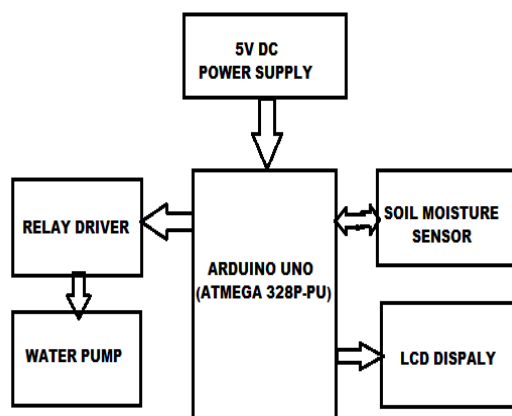 5V DC
POWER SUPPLY
RELAY DRIVER
ARDUINO UNO
(ATMEGA 328P-PU)
SOIL MOISTURE
SENSOR
WATER PUMP
LCD DISPALY